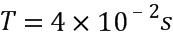 T = 4 × 10⁻²s